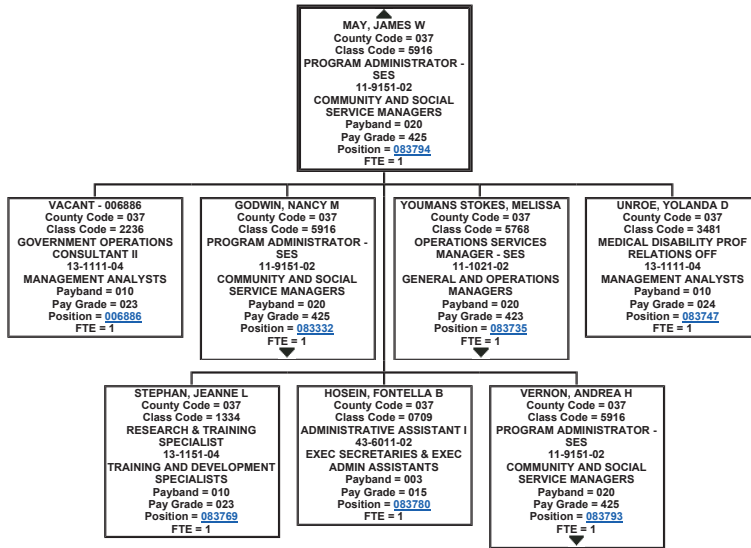 MAY, JAMES W
County Code = 037
Class Code = 5916
PROGRAM ADMINISTRATOR -
SES
11-9151-02
COMMUNITY AND SOCIAL
SERVICE MANAGERS
Payband = 020
Pay Grade = 425
Position = 083794
FTE = 1
VACANT - 006886
County Code = 037
Class Code = 2236
GOVERNMENT OPERATIONS
CONSULTANT II
13-1111-04
MANAGEMENT ANALYSTS
Payband = 010
Pay Grade = 023
Position = 006886
FTE = 1
GODWIN, NANCY M
County Code = 037
Class Code = 5916
PROGRAM ADMINISTRATOR -
SES
11-9151-02
COMMUNITY AND SOCIAL
SERVICE MANAGERS
Payband = 020
Pay Grade = 425
Position = 083332
FTE = 1
YOUMANS STOKES, MELISSA
County Code = 037
Class Code = 5768
OPERATIONS SERVICES
MANAGER - SES
11-1021-02
GENERAL AND OPERATIONS
MANAGERS
Payband = 020
Pay Grade = 423
Position = 083735
FTE = 1
UNROE, YOLANDA D
County Code = 037
Class Code = 3481
MEDICAL DISABILITY PROF
RELATIONS OFF
13-1111-04
MANAGEMENT ANALYSTS
Payband = 010
Pay Grade = 024
Position = 083747
FTE = 1
STEPHAN, JEANNE L
County Code = 037
Class Code = 1334
RESEARCH & TRAINING
SPECIALIST
13-1151-04
TRAINING AND DEVELOPMENT
SPECIALISTS
Payband = 010
Pay Grade = 023
Position = 083769
FTE = 1
HOSEIN, FONTELLA B
County Code = 037
Class Code = 0709
ADMINISTRATIVE ASSISTANT I
43-6011-02
EXEC SECRETARIES & EXEC
ADMIN ASSISTANTS
Payband = 003
Pay Grade = 015
Position = 083780
FTE = 1
VERNON, ANDREA H
County Code = 037
Class Code = 5916
PROGRAM ADMINISTRATOR -
SES
11-9151-02
COMMUNITY AND SOCIAL
SERVICE MANAGERS
Payband = 020
Pay Grade = 425
Position = 083793
FTE = 1